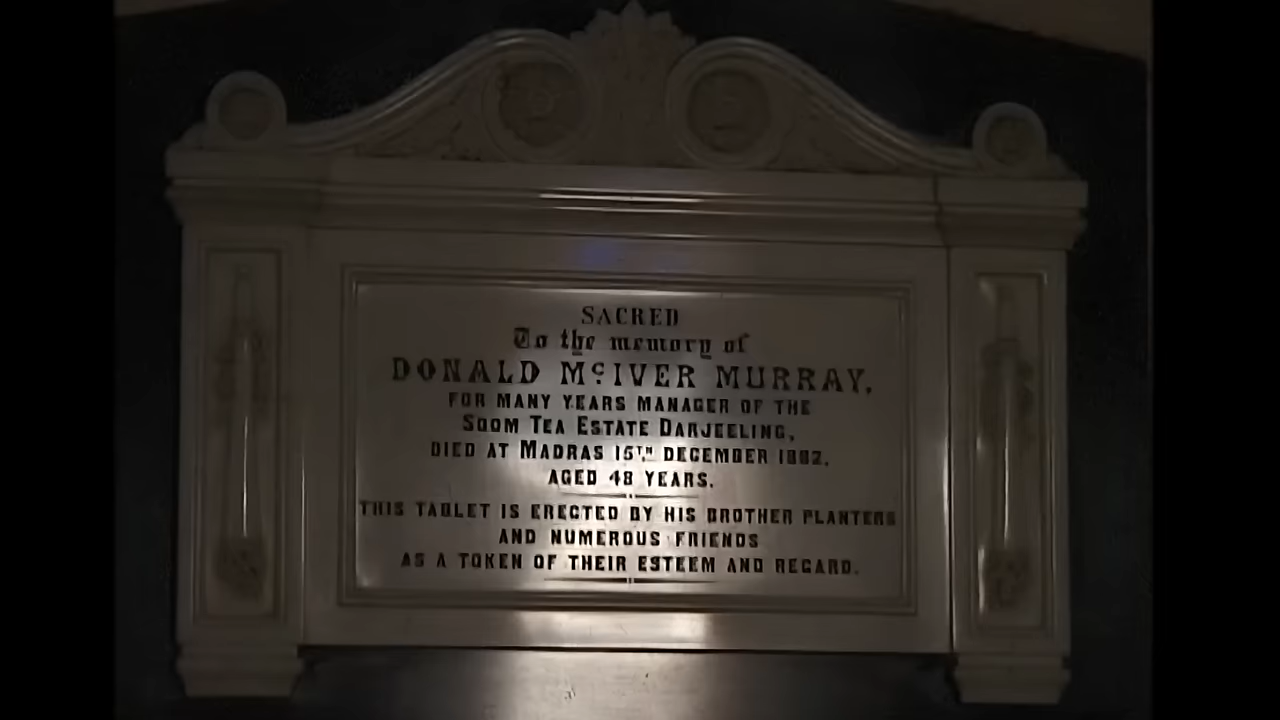 SACRED
To the memory of
DONALD McIVER MURRAY,
FOR MANY YEARS MANAGER OF THE
SOOM TEA ESTATE DARJEELING,
DIED AT MADRAS 15TH DECEMBER 1882,
AGED 48 YEARS.
THIS TABLET IS ERECTED BY HIS BROTHER PLANTERS
AND NUMEROUS FRIENDS
AS A TOKEN OF THEIR ESTEEM AND REGARD.